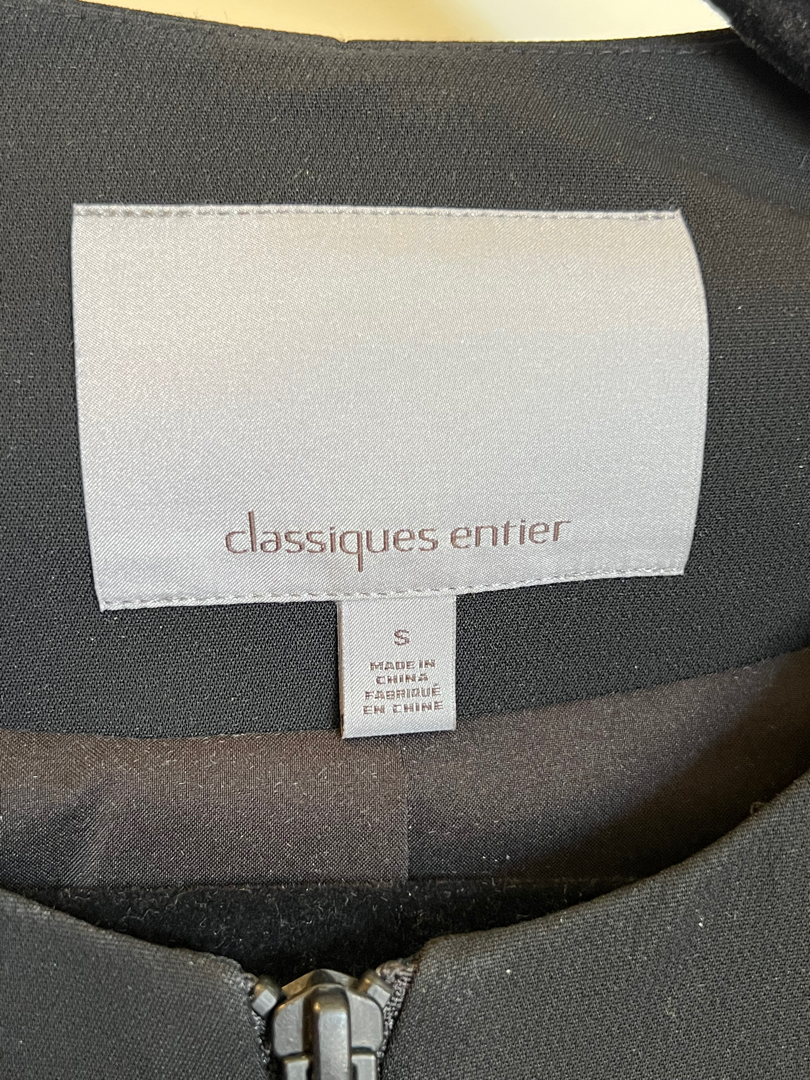 classiques entier
S
MADE IN
CHINA
FABRIQUÉ
EN CHINE